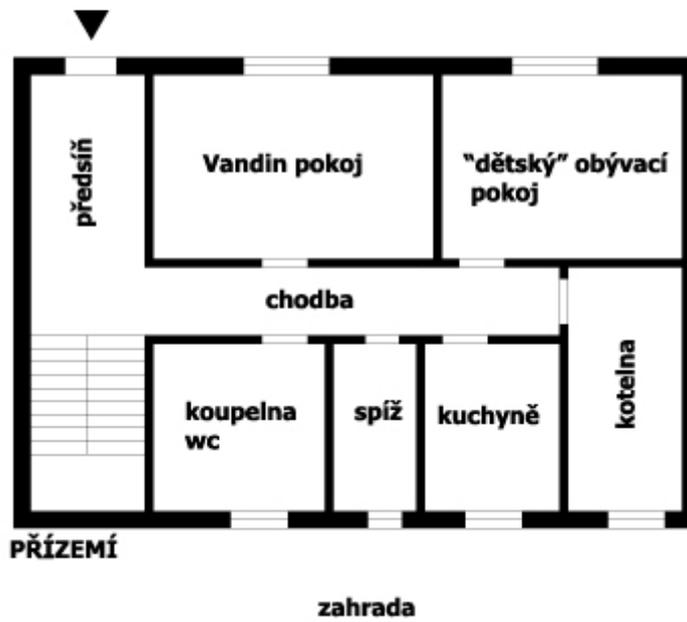 předsíň
Vandin pokoj
“dětský” obývací
pokoj
chodba
koupelna
wc
spíž
kuchyně
kotelna
PŘÍZEMÍ
zahrada